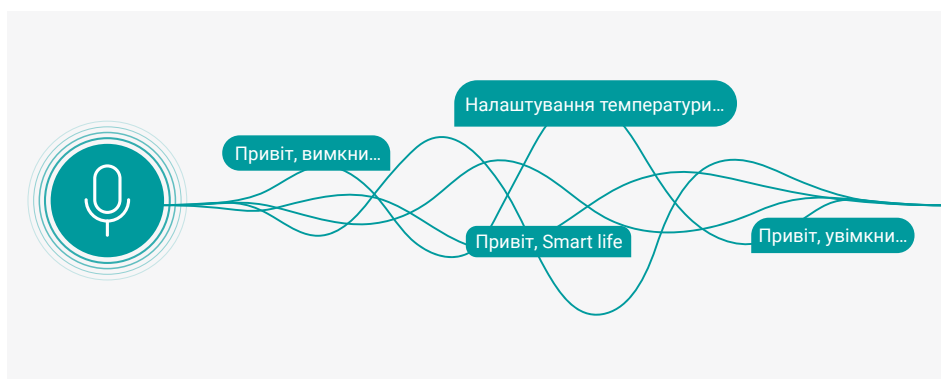 Налаштування температури…
Привіт, вимкни…
Привіт, Smart life
Привіт, увімкни…